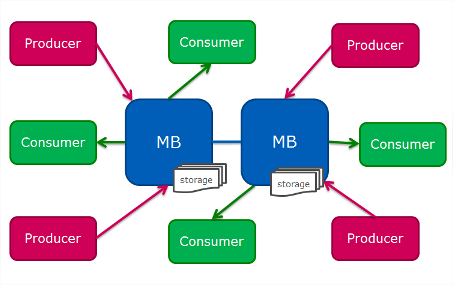 Producer
Consumer
Producer
Consumer
MB
MB
Consumer
storage
storage
Producer
Consumer
Producer